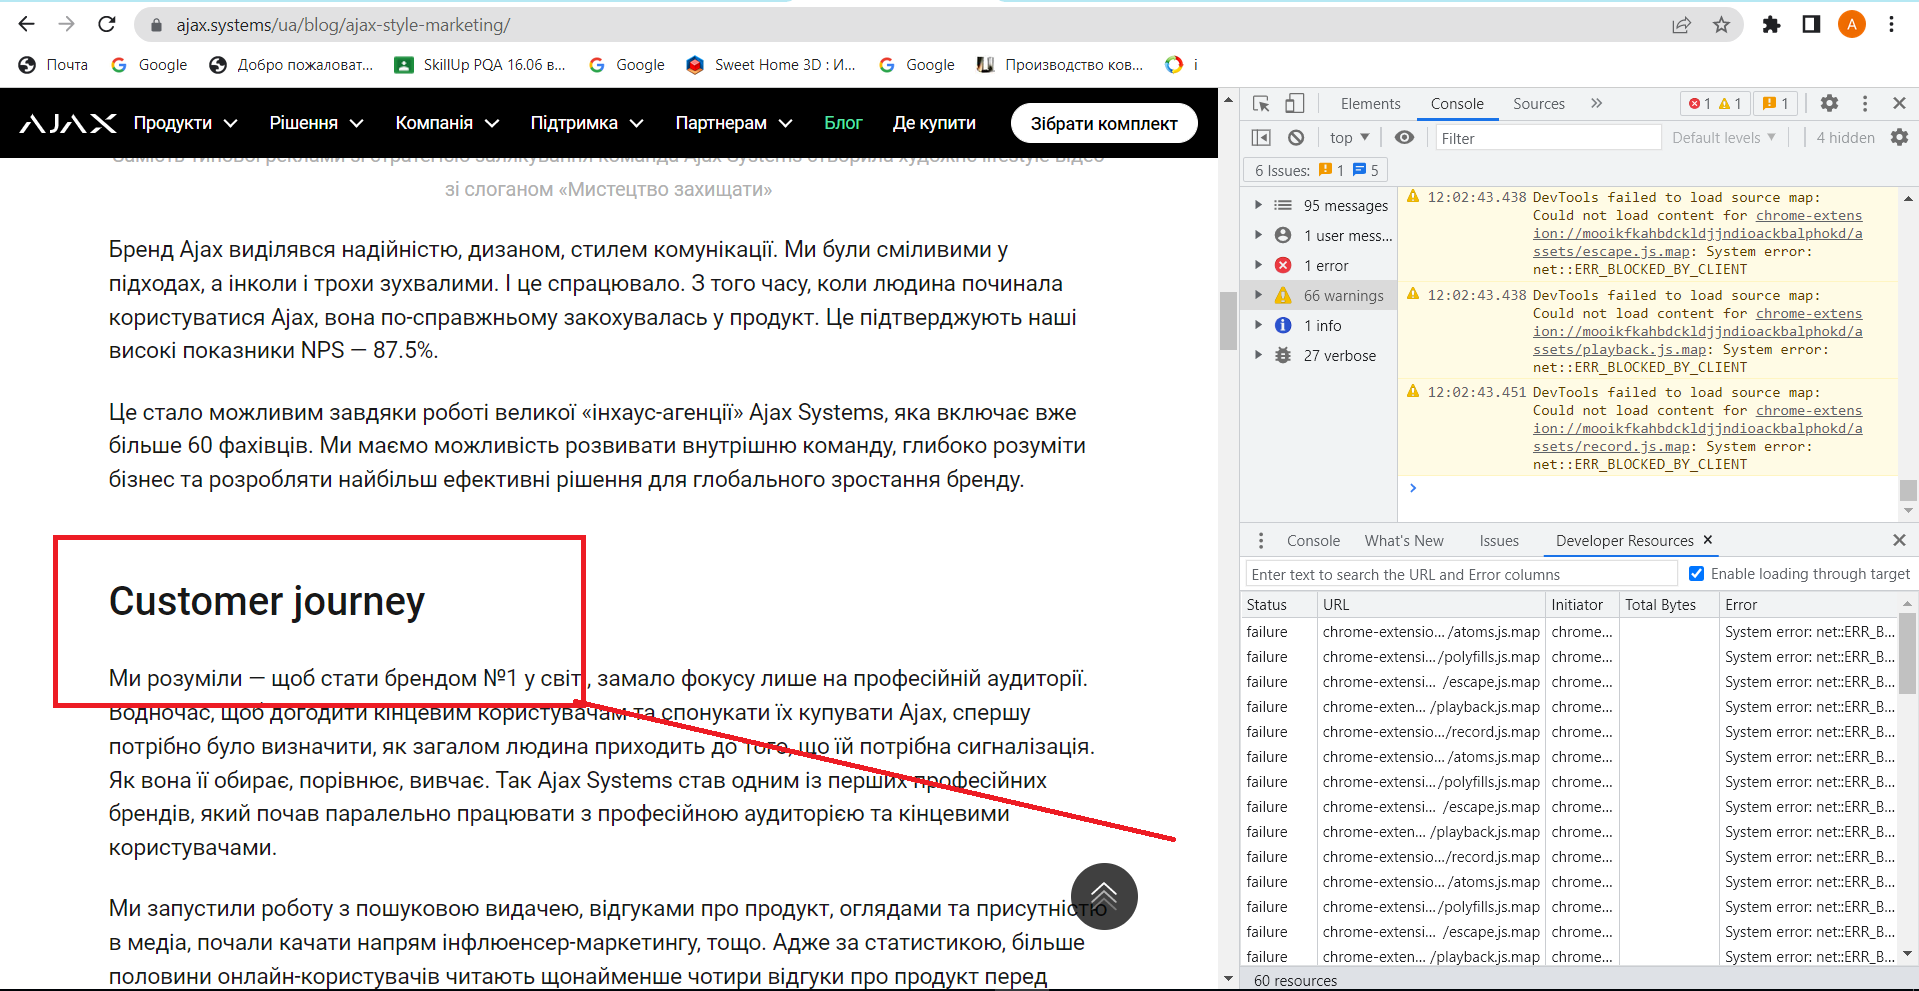 ajax.systems/ua/blog/ajax-style-marketing/
A
Почта
Google
Добро пожаловат...
SkillUp PQA 16.06 в...
Google
Sweet Home 3D : И...
Google
Производство ков...
i
AJAX Продукти Рішення Компанія Підтримка Партнерам Блог Де купити Зібрати комплект
Замість типової реклами зі стратегією залякування команда Ajax Systems створила художнє lifestyle відео
зі слоганом «Мистецтво захищати»
Бренд Ajax виділявся надійністю, дизаном, стилем комунікації. Ми були сміливими у
підходах, а інколи і трохи зухвалими. І це спрацювало. З того часу, коли людина починала
користуватися Ajax, вона по-справжньому закохувалась у продукт. Це підтверджують наші
високі показники NPS — 87.5%.
Це стало можливим завдяки роботі великої «інхаус-агенції» Ajax Systems, яка включає вже
більше 60 фахівців. Ми маємо можливість розвивати внутрішню команду, глибоко розуміти
бізнес та розробляти найбільш ефективні рішення для глобального зростання бренду.
Customer journey
Ми розуміли — щоб стати брендом №1 у світі, замало фокусу лише на професійній аудиторії.
Водночас, щоб догодити кінцевим користувачам та спонукати їх купувати Ajax, спершу
потрібно було визначити, як загалом людина приходить до того, що їй потрібна сигналізація.
Як вона її обирає, порівнює, вивчає. Так Ajax Systems став одним із перших професійних
брендів, який почав паралельно працювати з професійною аудиторією та кінцевими
користувачами.
Ми запустили роботу з пошуковою видачею, відгуками про продукт, оглядами та присутністю
в медіа, почали качати напрям інфлюенсер-маркетингу, тощо. Адже за статистикою, більше
половини онлайн-користувачів читають щонайменше чотири відгуки про продукт перед
Elements Console Sources » 1 1 1
top Filter Default levels 4 hidden
6 Issues: 1 5
95 messages
1 user mess...
1 error
66 warnings
1 info
27 verbose
12:02:43.438 DevTools failed to load source map:
Could not load content for chrome-extens
ion://mooikfkahbdckldjjndioackbalphokd/a
ssets/escape.js.map: System error:
net::ERR_BLOCKED_BY_CLIENT
12:02:43.438 DevTools failed to load source map:
Could not load content for chrome-extens
ion://mooikfkahbdckldjjndioackbalphokd/a
ssets/playback.js.map: System error:
net::ERR_BLOCKED_BY_CLIENT
12:02:43.451 DevTools failed to load source map:
Could not load content for chrome-extens
ion://mooikfkahbdckldjjndioackbalphokd/a
ssets/record.js.map: System error:
net::ERR_BLOCKED_BY_CLIENT
Console What's New Issues Developer Resources
Enter text to search the URL and Error columns Enable loading through target
Status URL Initiator Total Bytes Error
failure chrome-extensio... /atoms.js.map chrome... System error: net::ERR_B...
failure chrome-extensi... /polyfills.js.map chrome... System error: net::ERR_B...
failure chrome-extensi... /escape.js.map chrome... System error: net::ERR_B...
failure chrome-exten... /playback.js.map chrome... System error: net::ERR_B...
failure chrome-extensio.../record.js.map chrome... System error: net::ERR_B...
failure chrome-extensio... /atoms.js.map chrome... System error: net::ERR_B...
failure chrome-extensi.../polyfills.js.map chrome... System error: net::ERR_B...
failure chrome-extensi... /escape.js.map chrome... System error: net::ERR_B...
failure chrome-exten... /playback.js.map chrome... System error: net::ERR_B...
failure chrome-extensio.../record.js.map chrome... System error: net::ERR_B...
failure chrome-extensio... /atoms.js.map chrome... System error: net::ERR_B...
failure chrome-extensi.../polyfills.js.map chrome... System error: net::ERR_B...
failure chrome-extensi... /escape.js.map chrome... System error: net::ERR_B...
failure chrome-exten... /playback.js.map chrome... System error: net::ERR_B...
60 resources